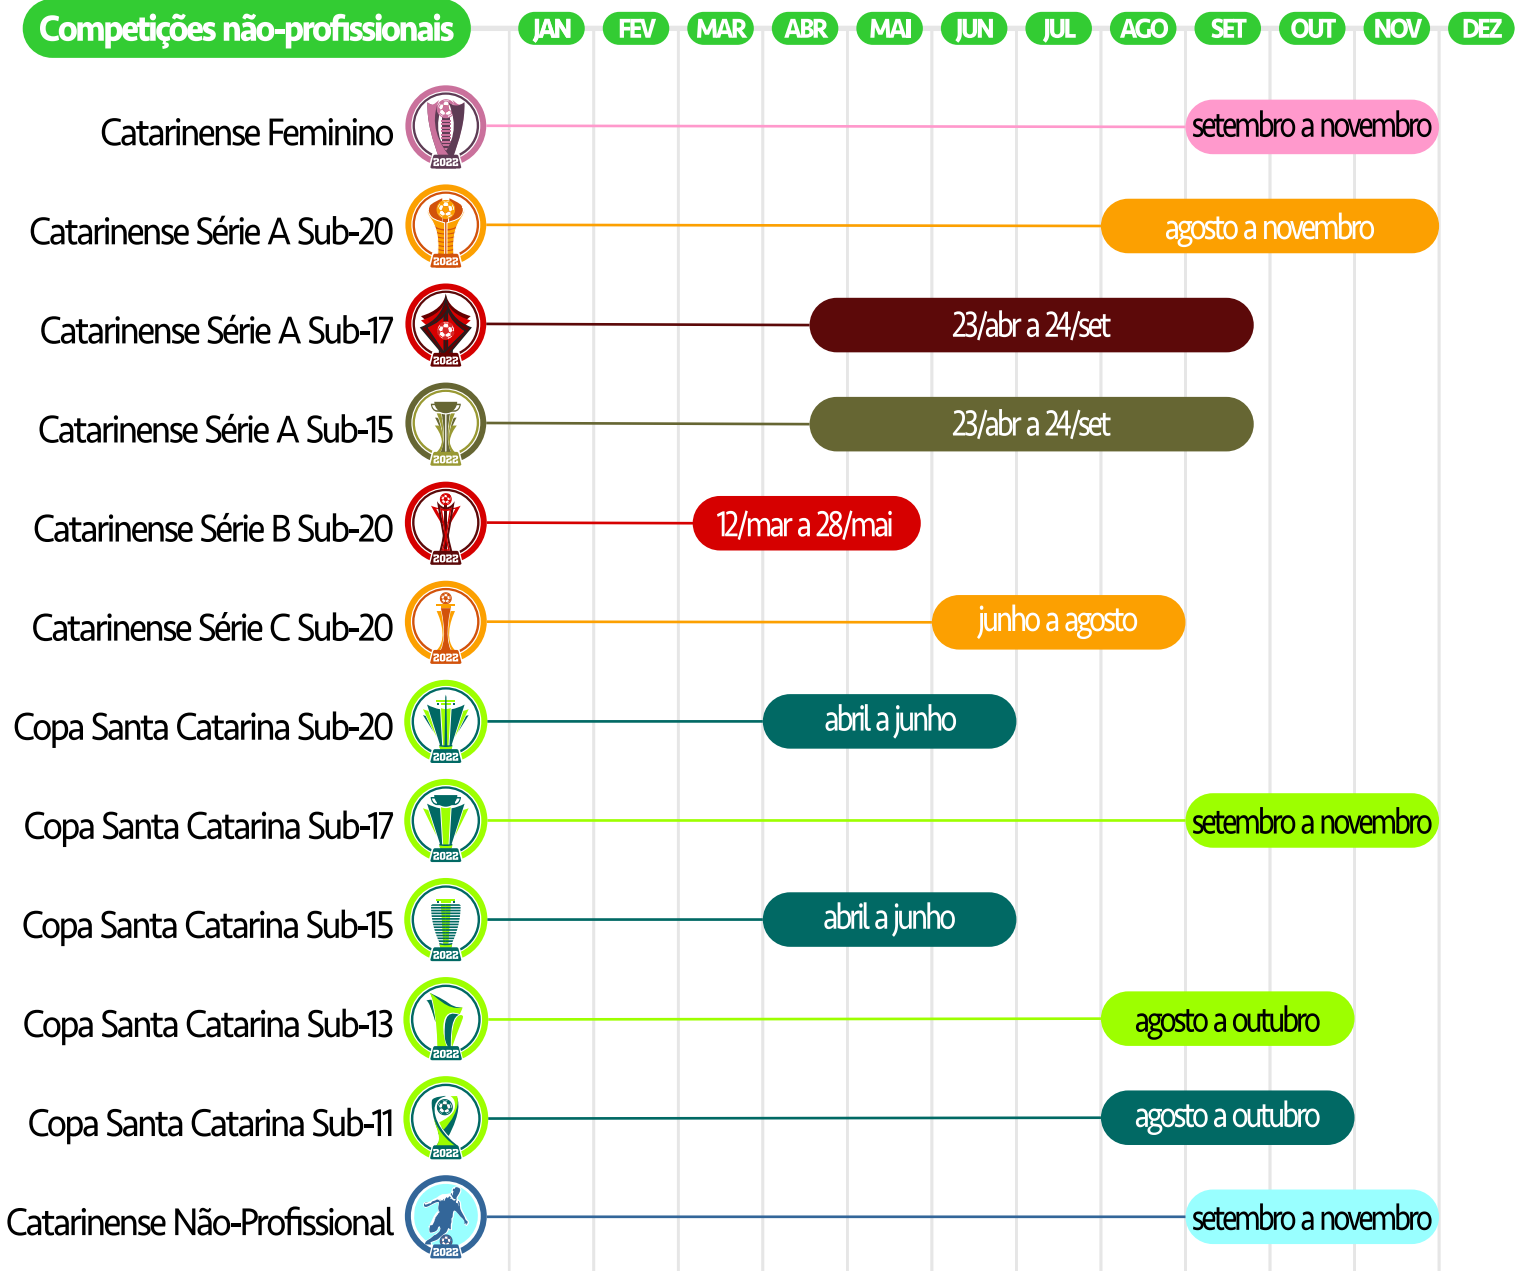 Competições não-profissionais JAN FEV MAR ABR MAI JUN JUL AGO SET OUT NOV DEZ
Catarinense Feminino 2022 setembro a novembro
Catarinense Série A Sub-20 2022 agosto a novembro
Catarinense Série A Sub-17 2022 23/abr a 24/set
Catarinense Série A Sub-15 2022 23/abr a 24/set
Catarinense Série B Sub-20 2022 12/mar a 28/mai
Catarinense Série C Sub-20 2022 junho a agosto
Copa Santa Catarina Sub-20 2022 abril a junho
Copa Santa Catarina Sub-17 2022 setembro a novembro
Copa Santa Catarina Sub-15 2022 abril a junho
Copa Santa Catarina Sub-13 2022 agosto a outubro
Copa Santa Catarina Sub-11 2022 agosto a outubro
Catarinense Não-Profissional 2022 setembro a novembro